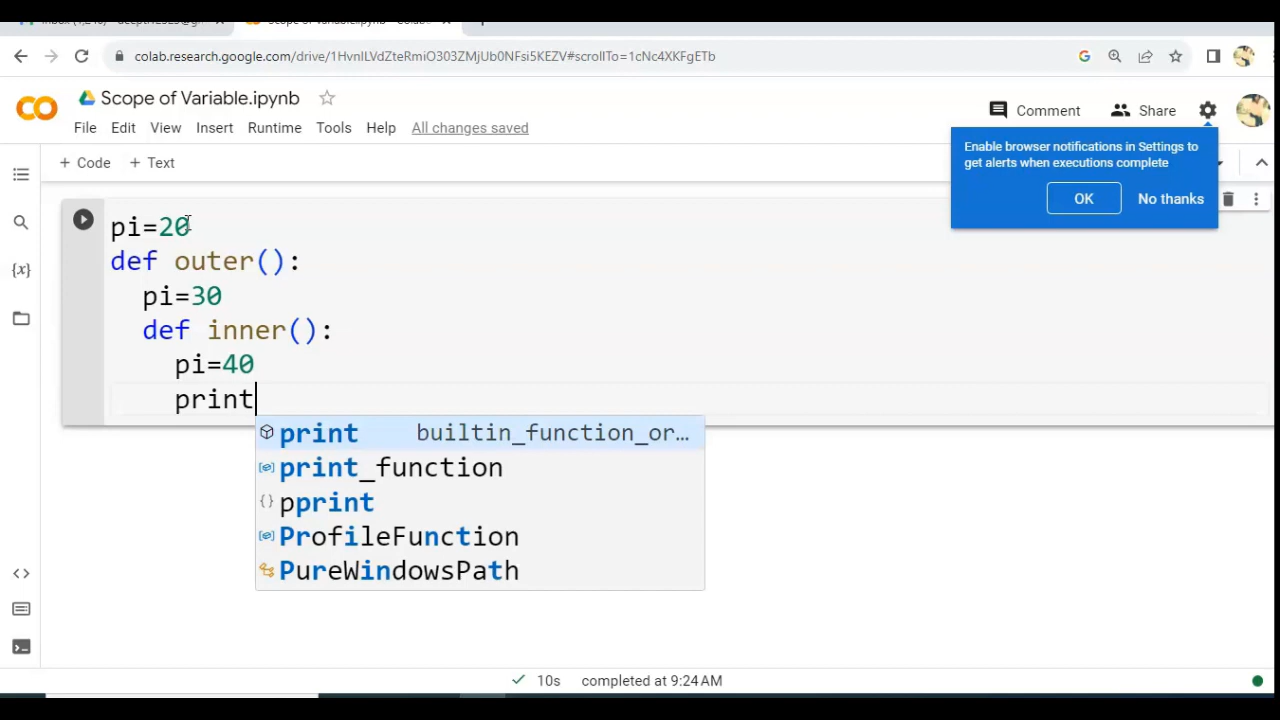 colab.research.google.com/drive/1HvnILVdZteRmiO303ZMjUb0NFsi5KEZV#scrollTo=1cNc4XKFgETb
Scope of Variable.ipynb
Comment
Share
File Edit View Insert Runtime Tools Help All changes saved
Enable browser notifications in Settings to
get alerts when executions complete
OK
No thanks
+ Code + Text
pi=20
def outer():
pi=30
def inner():
pi=40
print
print builtin_function_or…
print_function
pprint
ProfileFunction
PureWindowsPath
10s completed at 9:24 AM